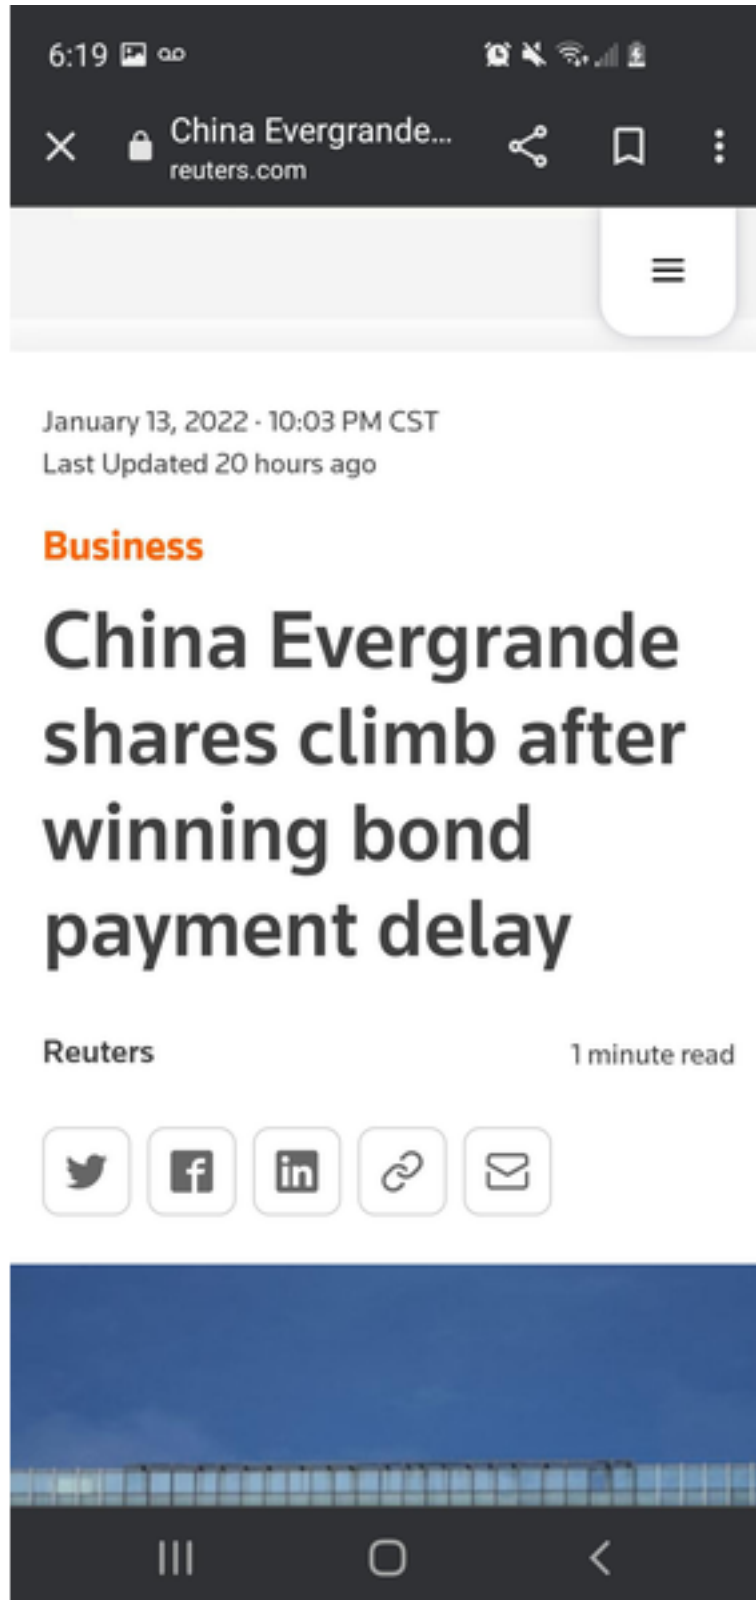 6:19
China Evergrande...
reuters.com
January 13, 2022 · 10:03 PM CST
Last Updated 20 hours ago
Business
China Evergrande
shares climb after
winning bond
payment delay
Reuters
1 minute read